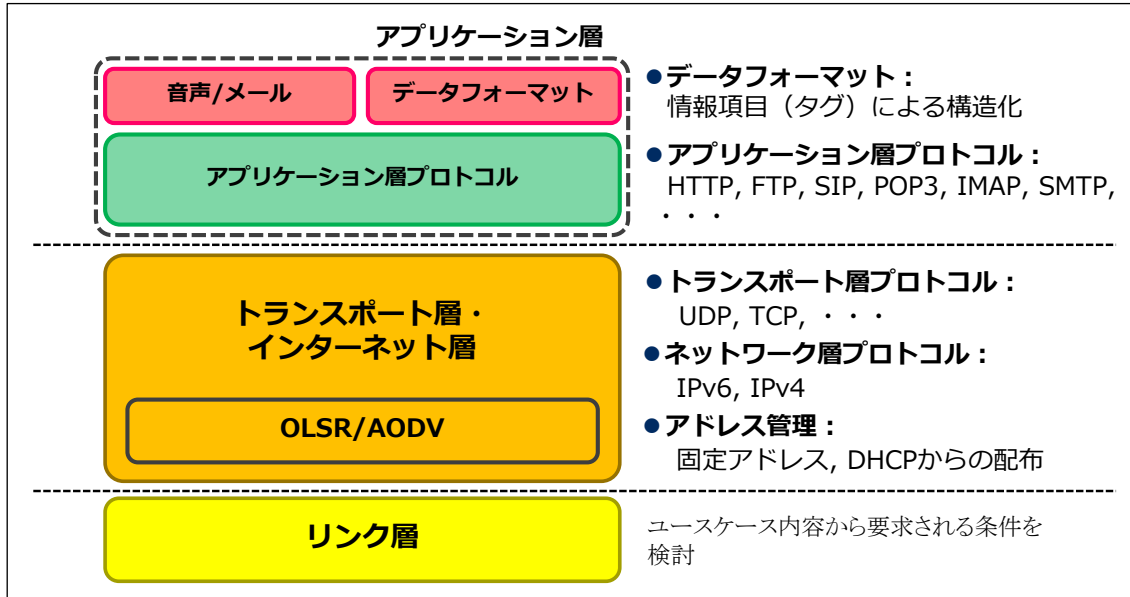 アプリケーション層
音声/メール
データフォーマット
アプリケーション層プロトコル
●データフォーマット：
情報項目（タグ）による構造化
●アプリケーション層プロトコル：
HTTP, FTP, SIP, POP3, IMAP, SMTP,
・・・
トランスポート層・
インターネット層
OLSR/AODV
●トランスポート層プロトコル：
UDP, TCP, ・・・
●ネットワーク層プロトコル：
IPv6, IPv4
●アドレス管理：
固定アドレス, DHCPからの配布
リンク層
ユースケース内容から要求される条件を
検討